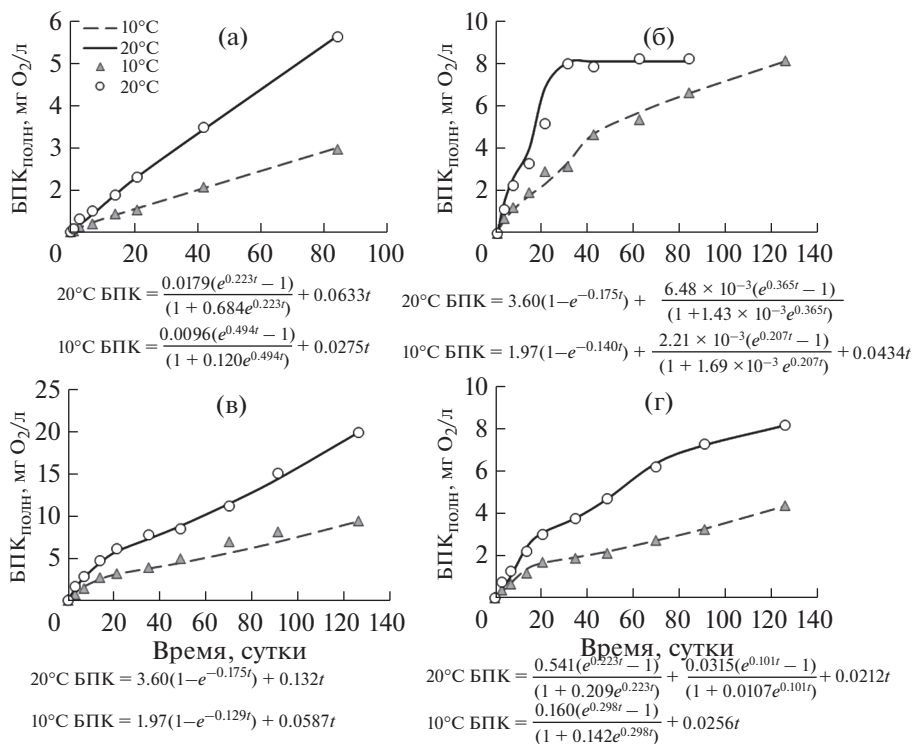 (а)
БПКполн, мг O2/л
6
5
4
3
2
1
0 20 40 60 80 100
10°C
20°C
10°C
20°C
20°C БПК = 0.0179(e^0.223t − 1)/(1 + 0.684e^0.223t) + 0.0633t
10°C БПК = 0.0096(e^0.494t − 1)/(1 + 0.120e^0.494t) + 0.0275t
(б)
БПКполн, мг O2/л
10
8
6
4
2
0 20 40 60 80 100 120 140
20°C БПК = 3.60(1−e^−0.175t) + 6.48 × 10^−3(e^0.365t − 1)/(1 + 1.43 × 10^−3e^0.365t)
10°C БПК = 1.97(1−e^−0.140t) + 2.21 × 10^−3(e^0.207t − 1)/(1 + 1.69 × 10^−3 e^0.207t) + 0.0434t
(в)
БПКполн, мг O2/л
25
20
15
10
5
0 20 40 60 80 100 120 140
Время, сутки
20°C БПК = 3.60(1−e^−0.175t) + 0.132t
10°C БПК = 1.97(1−e^−0.129t) + 0.0587t
(г)
БПКполн, мг O2/л
10
8
6
4
2
0 20 40 60 80 100 120 140
Время, сутки
20°C БПК = 0.541(e^0.223t − 1)/(1 + 0.209e^0.223t) + 0.0315(e^0.101t − 1)/(1 + 0.0107e^0.101t) + 0.0212t
10°C БПК = 0.160(e^0.298t − 1)/(1 + 0.142e^0.298t) + 0.0256t